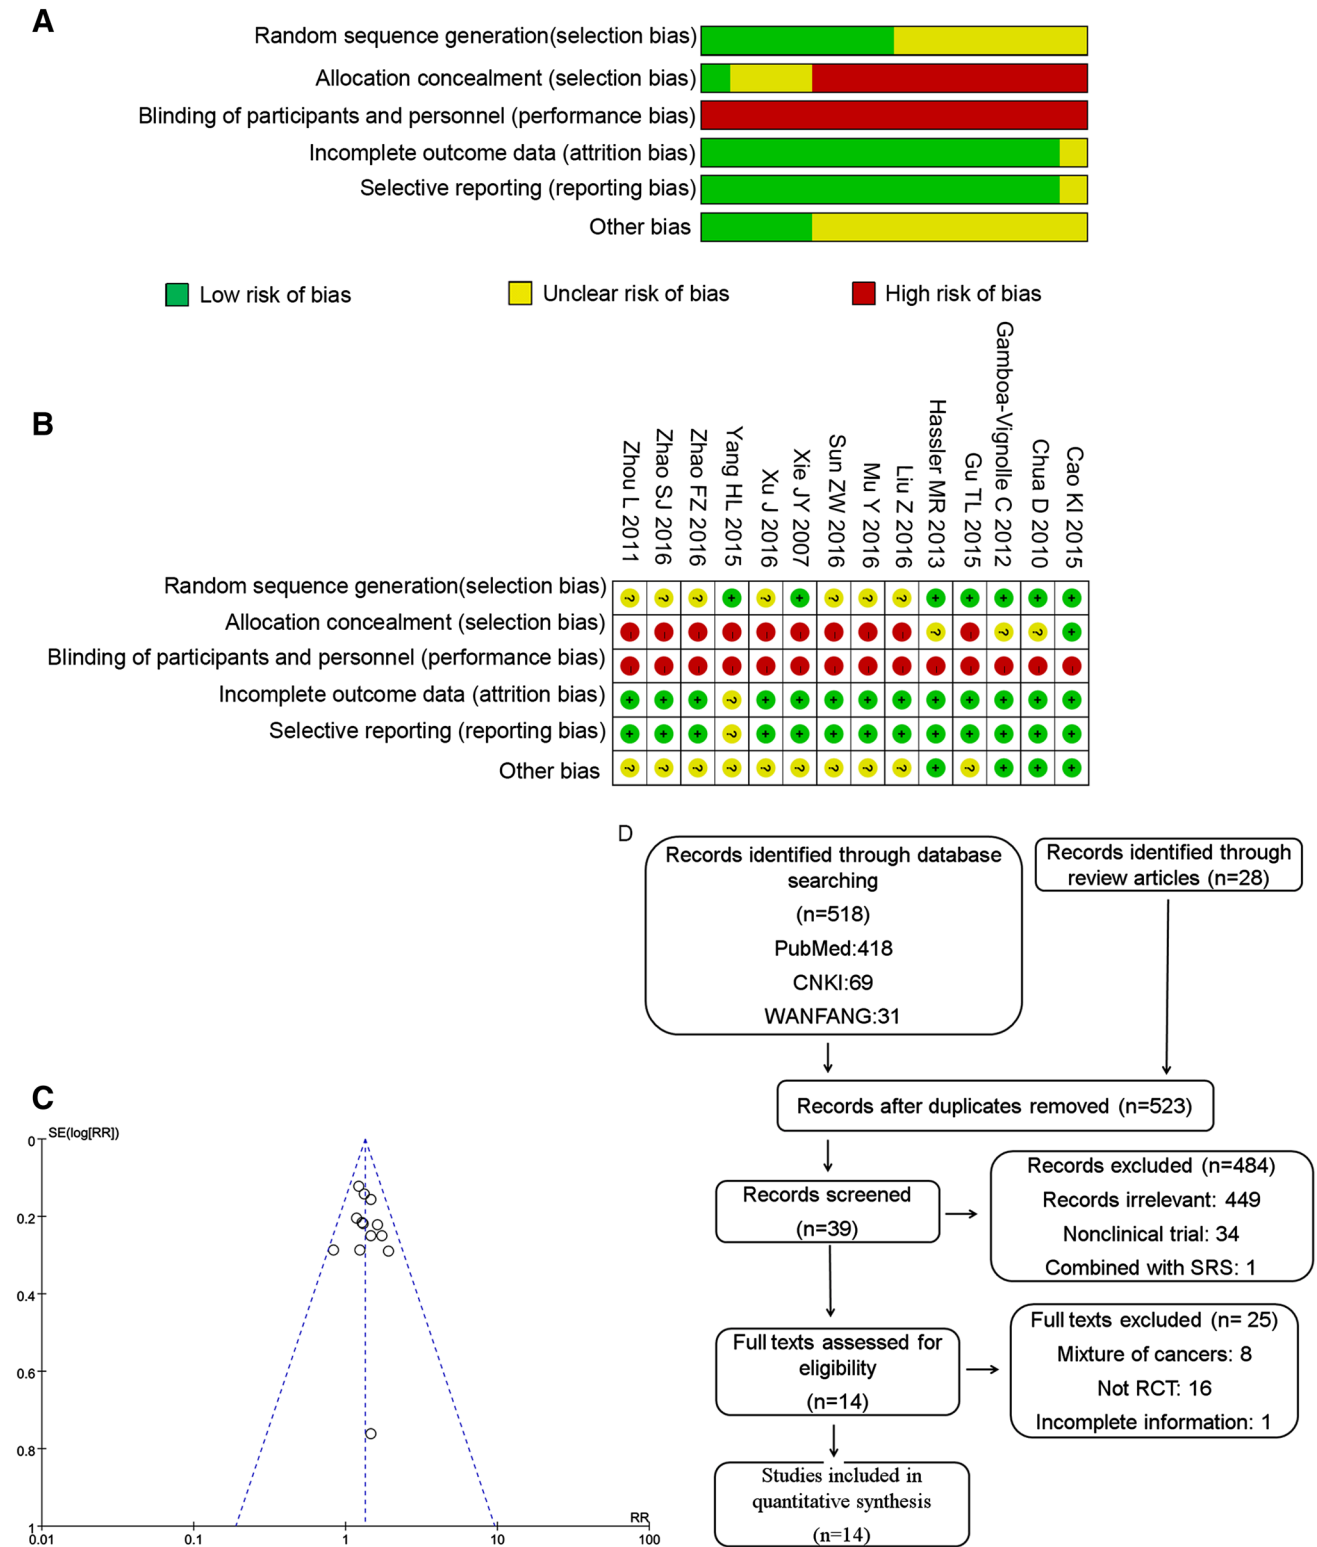 A
Random sequence generation(selection bias)
Allocation concealment (selection bias)
Blinding of participants and personnel (performance bias)
Incomplete outcome data (attrition bias)
Selective reporting (reporting bias)
Other bias
Low risk of bias
Unclear risk of bias
High risk of bias
B
Zhou L 2011
Zhao SJ 2016
Zhao FZ 2016
Yang HL 2015
Xu J 2016
Xie JY 2007
Sun ZW 2016
Mu Y 2016
Liu Z 2016
Hassler MR 2013
Gu TL 2015
Gamboa-Vignolle C 2012
Chua D 2010
Cao KI 2015
Random sequence generation(selection bias)
? ? ? + ? + ? ? ? + + + + +
Allocation concealment (selection bias)
- - - - - - - - - ? - ? ? +
Blinding of participants and personnel (performance bias)
- - - - - - - - - - - - - -
Incomplete outcome data (attrition bias)
+ + + ? + + + + + + + + + +
Selective reporting (reporting bias)
+ + + ? + + + + + + + + + +
Other bias
? ? ? ? ? ? ? ? ? + ? + + +
C
SE(log[RR])
0
0.2
0.4
0.6
0.8
1
0.01
0.1
1
10
100
RR
D
Records identified through database
searching
(n=518)
PubMed:418
CNKI:69
WANFANG:31
Records identified through
review articles (n=28)
Records after duplicates removed (n=523)
Records screened
(n=39)
Records excluded (n=484)
Records irrelevant: 449
Nonclinical trial: 34
Combined with SRS: 1
Full texts assessed for
eligibility
(n=14)
Full texts excluded (n= 25)
Mixture of cancers: 8
Not RCT: 16
Incomplete information: 1
Studies included in
quantitative synthesis
(n=14)